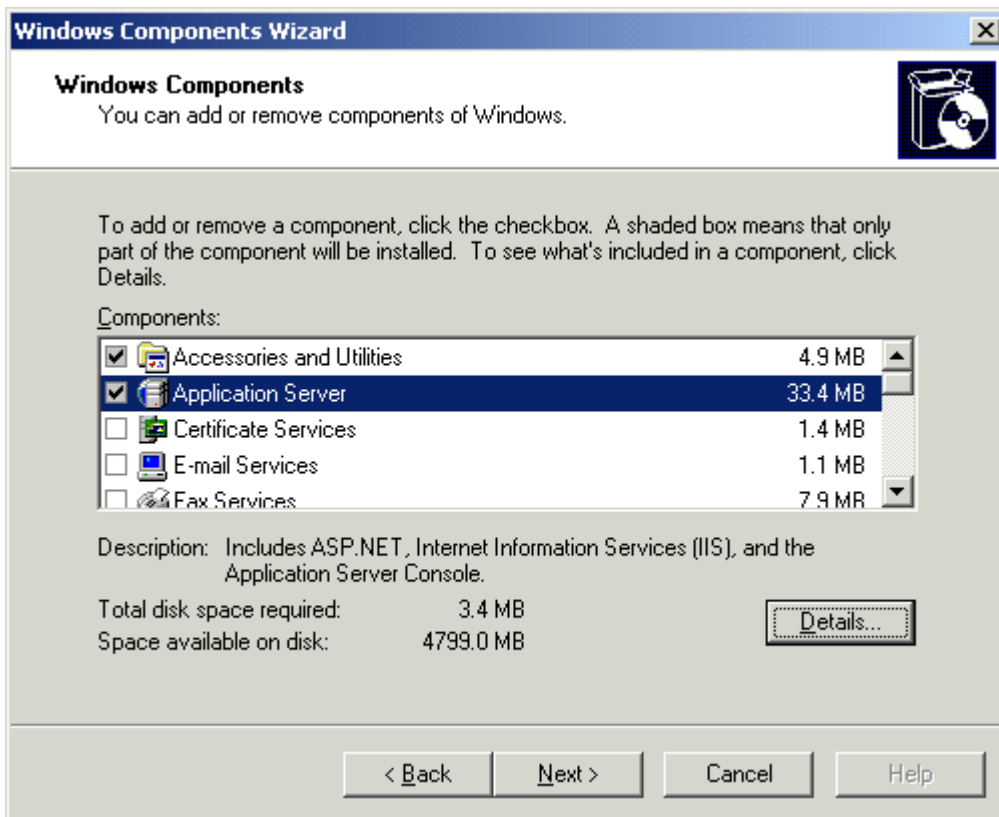 Windows Components Wizard
Windows Components
You can add or remove components of Windows.
To add or remove a component, click the checkbox. A shaded box means that only
part of the component will be installed. To see what's included in a component, click
Details.
Components:
Accessories and Utilities 4.9 MB
Application Server 33.4 MB
Certificate Services 1.4 MB
E-mail Services 1.1 MB
Fax Services 7.9 MB
Description: Includes ASP.NET, Internet Information Services (IIS), and the
Application Server Console.
Total disk space required: 3.4 MB
Space available on disk: 4799.0 MB
Details...
< Back Next > Cancel Help